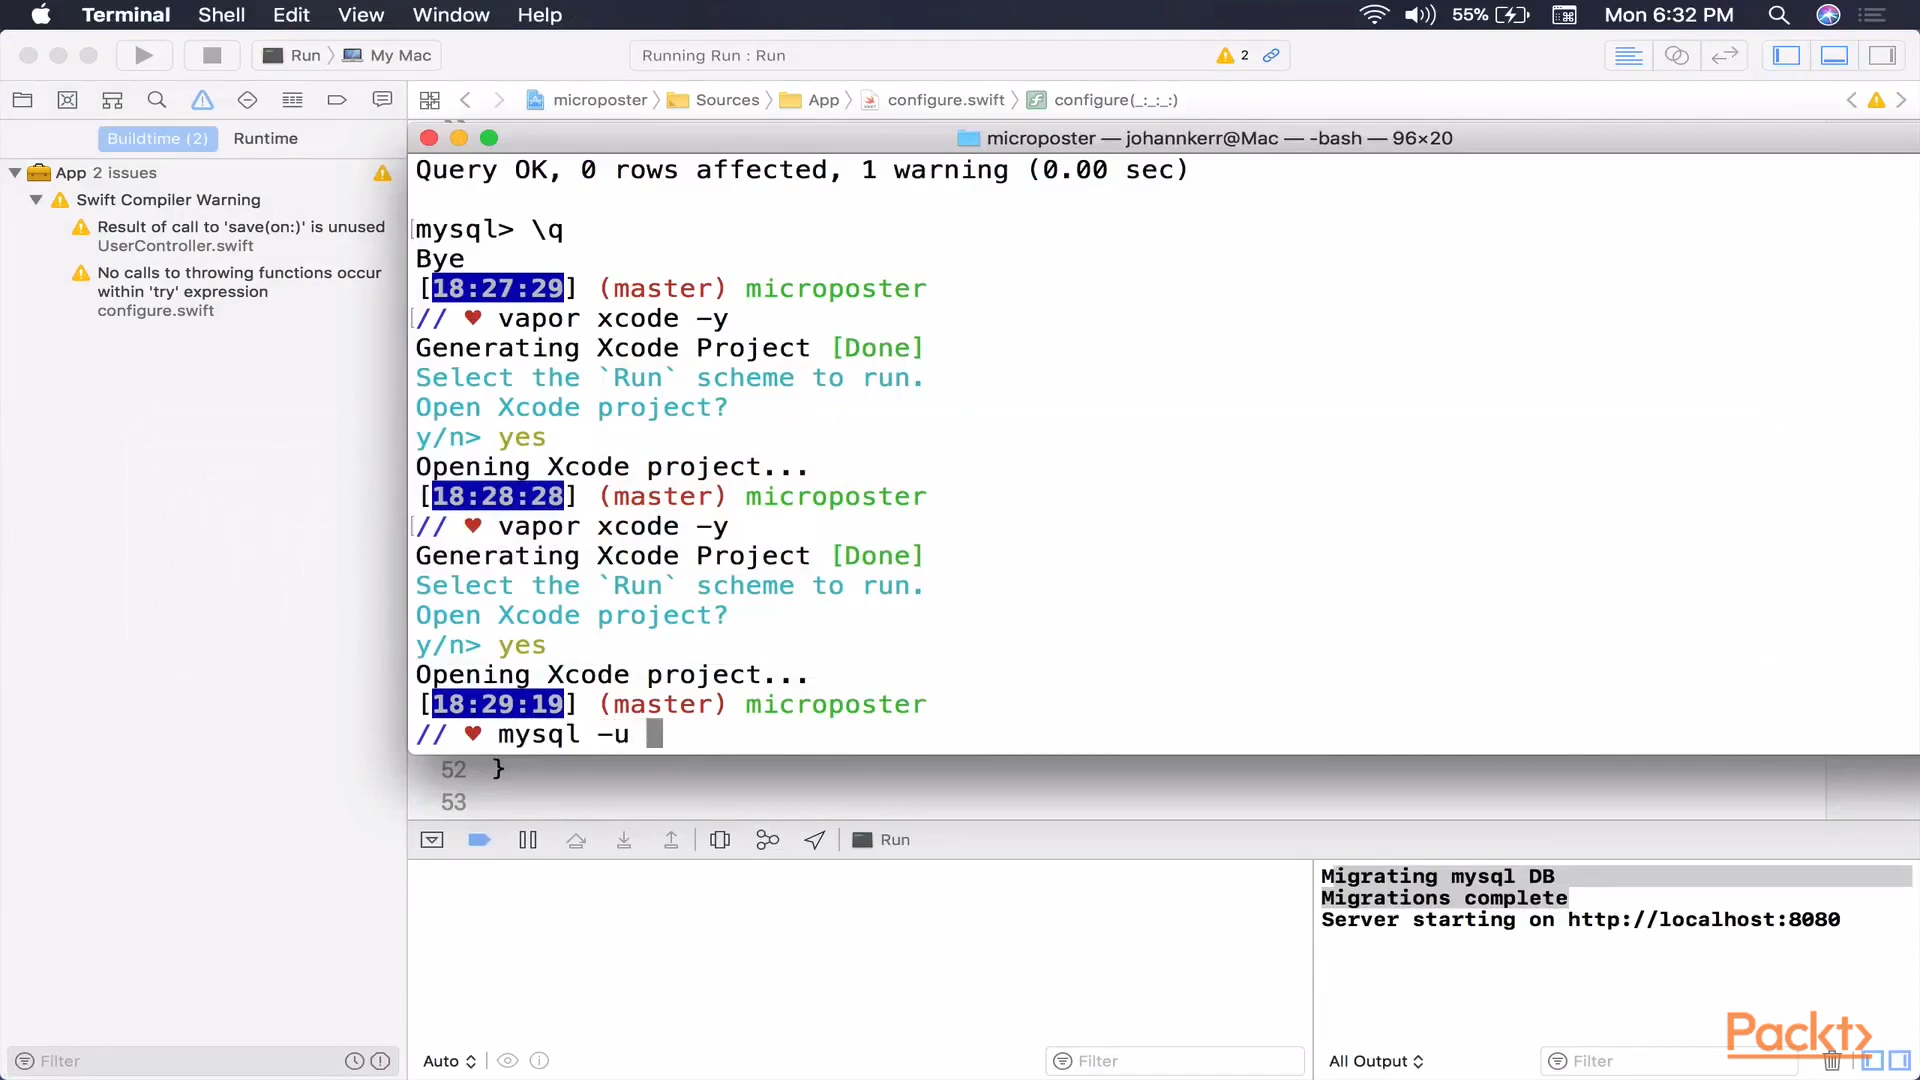 Terminal Shell Edit View Window Help 55% Mon 6:32 PM
Run My Mac Running Run : Run 2
microposter Sources App configure.swift configure(_:_:_:)
Buildtime (2) Runtime
App 2 issues
Swift Compiler Warning
Result of call to 'save(on:)' is unused
UserController.swift
No calls to throwing functions occur
within 'try' expression
configure.swift
microposter — johannkerr@Mac — -bash — 96×20
Query OK, 0 rows affected, 1 warning (0.00 sec)
mysql> \q
Bye
[18:27:29] (master) microposter
// ♥ vapor xcode -y
Generating Xcode Project [Done]
Select the `Run` scheme to run.
Open Xcode project?
y/n> yes
Opening Xcode project...
[18:28:28] (master) microposter
// ♥ vapor xcode -y
Generating Xcode Project [Done]
Select the `Run` scheme to run.
Open Xcode project?
y/n> yes
Opening Xcode project...
[18:29:19] (master) microposter
// ♥ mysql -u
52 }
53
Run
Migrating mysql DB
Migrations complete
Server starting on http://localhost:8080
Filter
Auto
Filter
All Output
Filter
Packt>